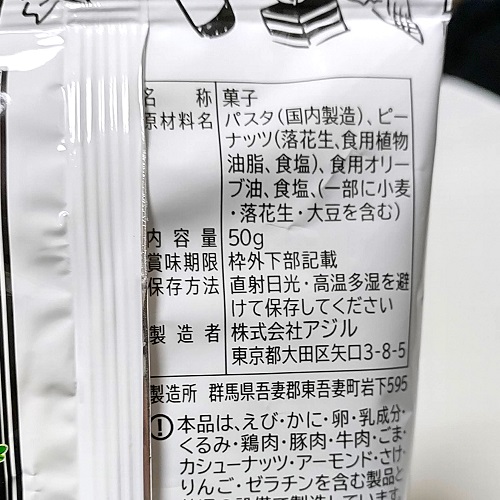 名称 菓子
原材料名 パスタ(国内製造)、ピー
ナッツ(落花生、食用植物
油脂、食塩)、食用オリー
ブ油、食塩、(一部に小麦
・落花生・大豆を含む)
内容量 50g
賞味期限 枠外下部記載
保存方法 直射日光・高温多湿を避
けて保存してください
製造者 株式会社アジル
東京都大田区矢口3-8-5
製造所 群馬県吾妻郡東吾妻町岩下595
本品は、えび・かに・卵・乳成分・
くるみ・鶏肉・豚肉・牛肉・ごま・
カシューナッツ・アーモンド・さけ・
りんご・ゼラチンを含む製品と